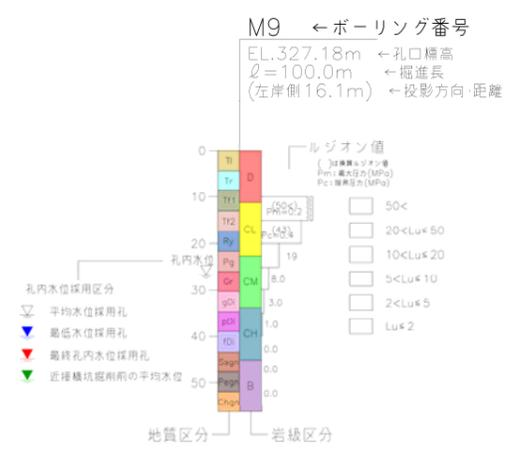 M9 ←ボーリング番号
EL.327.18m ←孔口標高
ℓ=100.0m ←掘進長
(左岸側16.1m) ←投影方向・距離
ルジオン値
( )は換算ルジオン値
Pm:最大圧力(MPa)
Pc:限界圧力(MPa)
0
Tl
D
Tr
10
Tf1
(50<)
Pm=0.2
50<
Tf2
CL
(43)
Pc=0.4
20<Lu≦50
20
Ry
孔内水位
Pg
19
10<Lu≦20
孔内水位採用区分
Gr
CM
8.0
5<Lu≦10
30
gDi
3.0
2<Lu≦5
平均水位採用孔
pDi
1.0
Lu≦2
最低水位採用孔
CH
40
fDi
0.0
最終孔内水位採用孔
Sagn
0.0
近接横坑掘削前の平均水位
50
Pegn
B
0.0
Chgn
地質区分
岩級区分